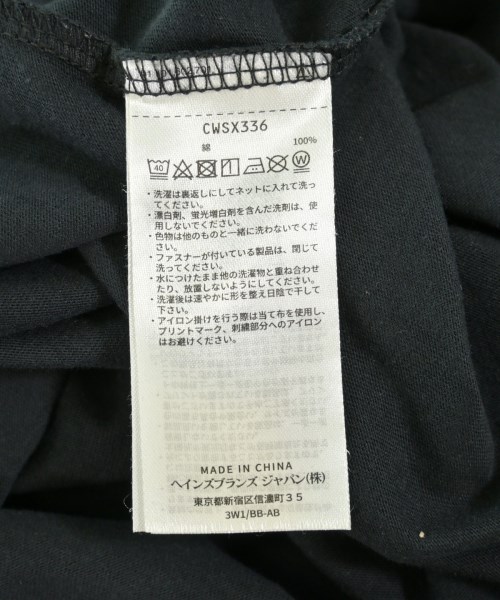 CWSX336
綿 100%
40
・洗濯は裏返しにしてネットに入れて洗っ
てください。
・漂白剤、蛍光増白剤を含んだ洗剤は、使
用しないでください。
・色物は他のものと一緒に洗わないでくだ
さい。
・ファスナーが付いている製品は、閉じて
洗ってください。
・水につけたまま他の洗濯物と重ね合わせ
たり、放置しないようにしてください。
・洗濯後は速やかに形を整え日陰で干して
下さい。
・アイロン掛けを行う際は当て布を使用し、
プリントマーク、刺繍部分へのアイロン
はお避けください。
MADE IN CHINA
ヘインズブランズ ジャパン(株)
東京都新宿区信濃町35
3W1/BB-AB